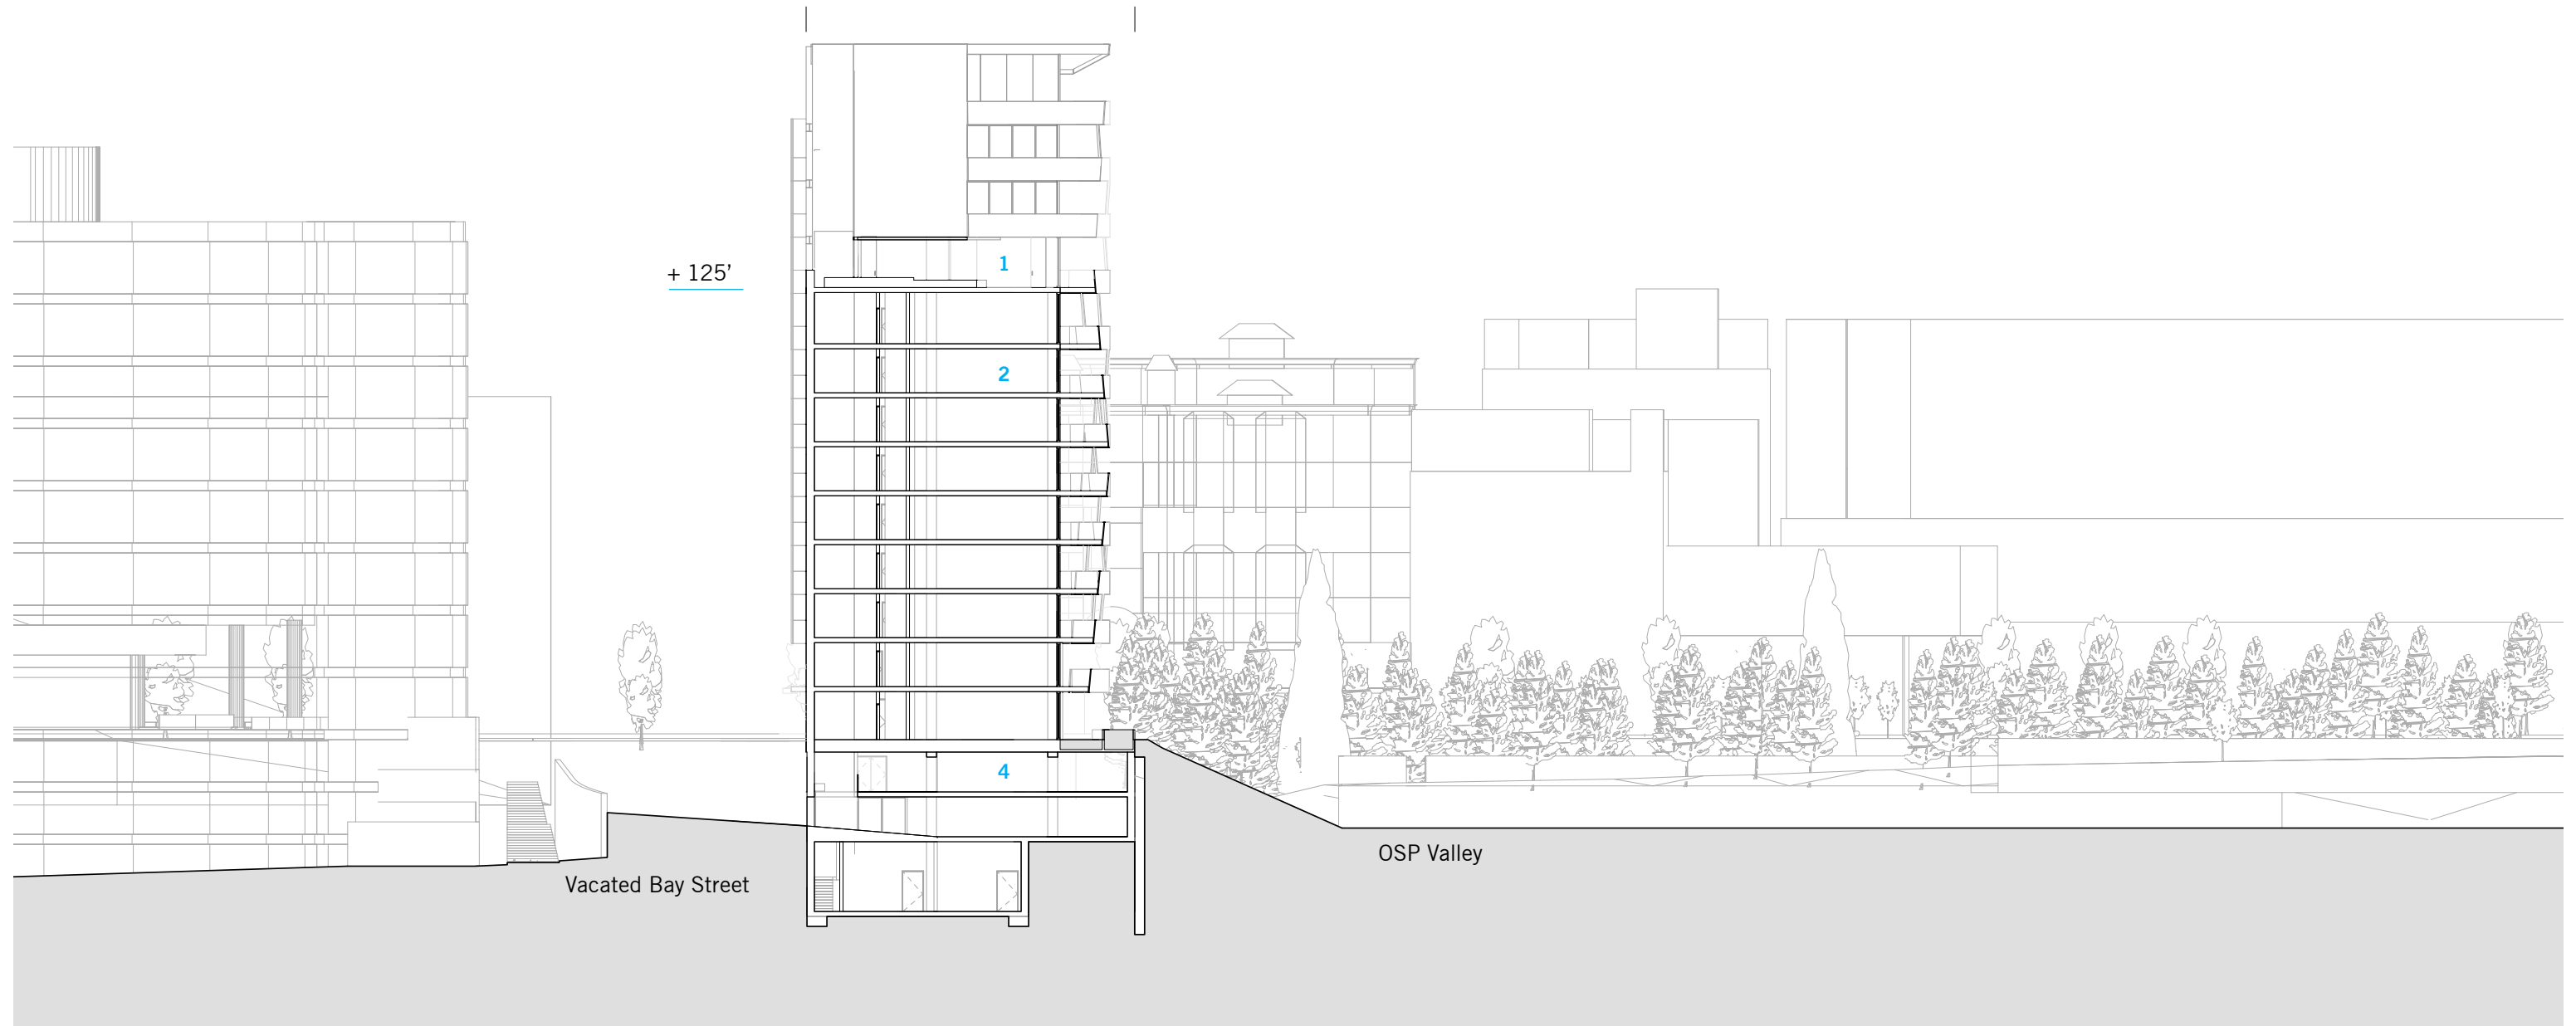 1
+ 125’
2
4
OSP Valley
Vacated Bay Street